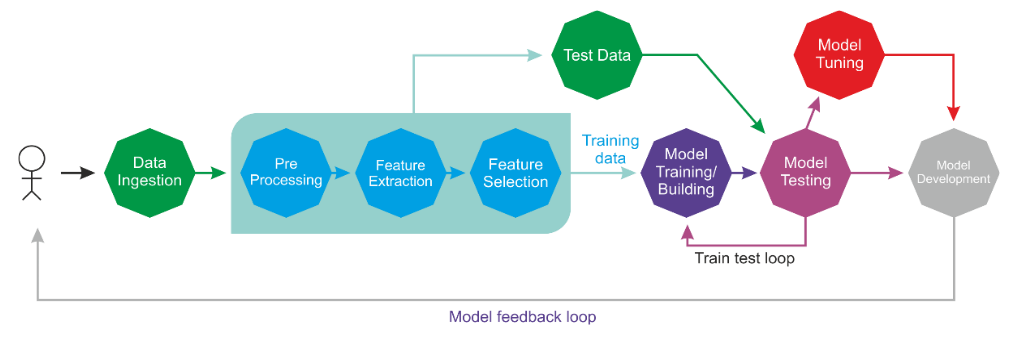 Test Data
Model
Tuning
Data
Ingestion
Pre
Processing
Feature
Extraction
Feature
Selection
Training
data
Model
Training/
Building
Model
Testing
Model
Development
Train test loop
Model feedback loop